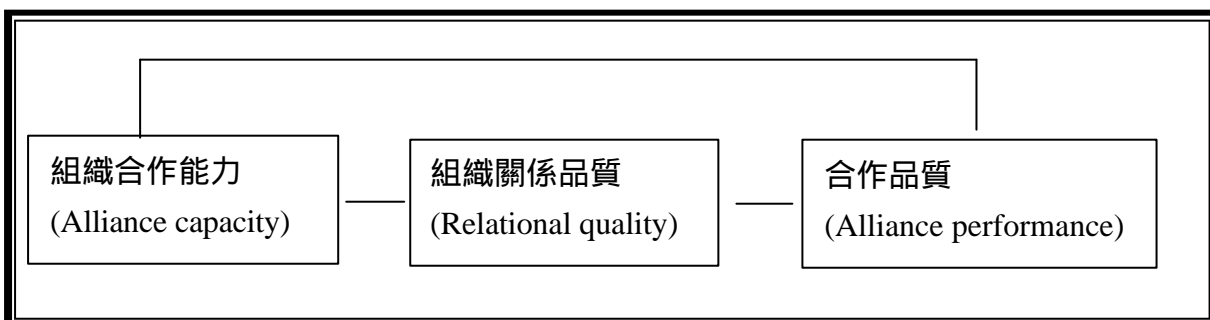 組織合作能力
(Alliance capacity)
組織關係品質
(Relational quality)
合作品質
(Alliance performance)